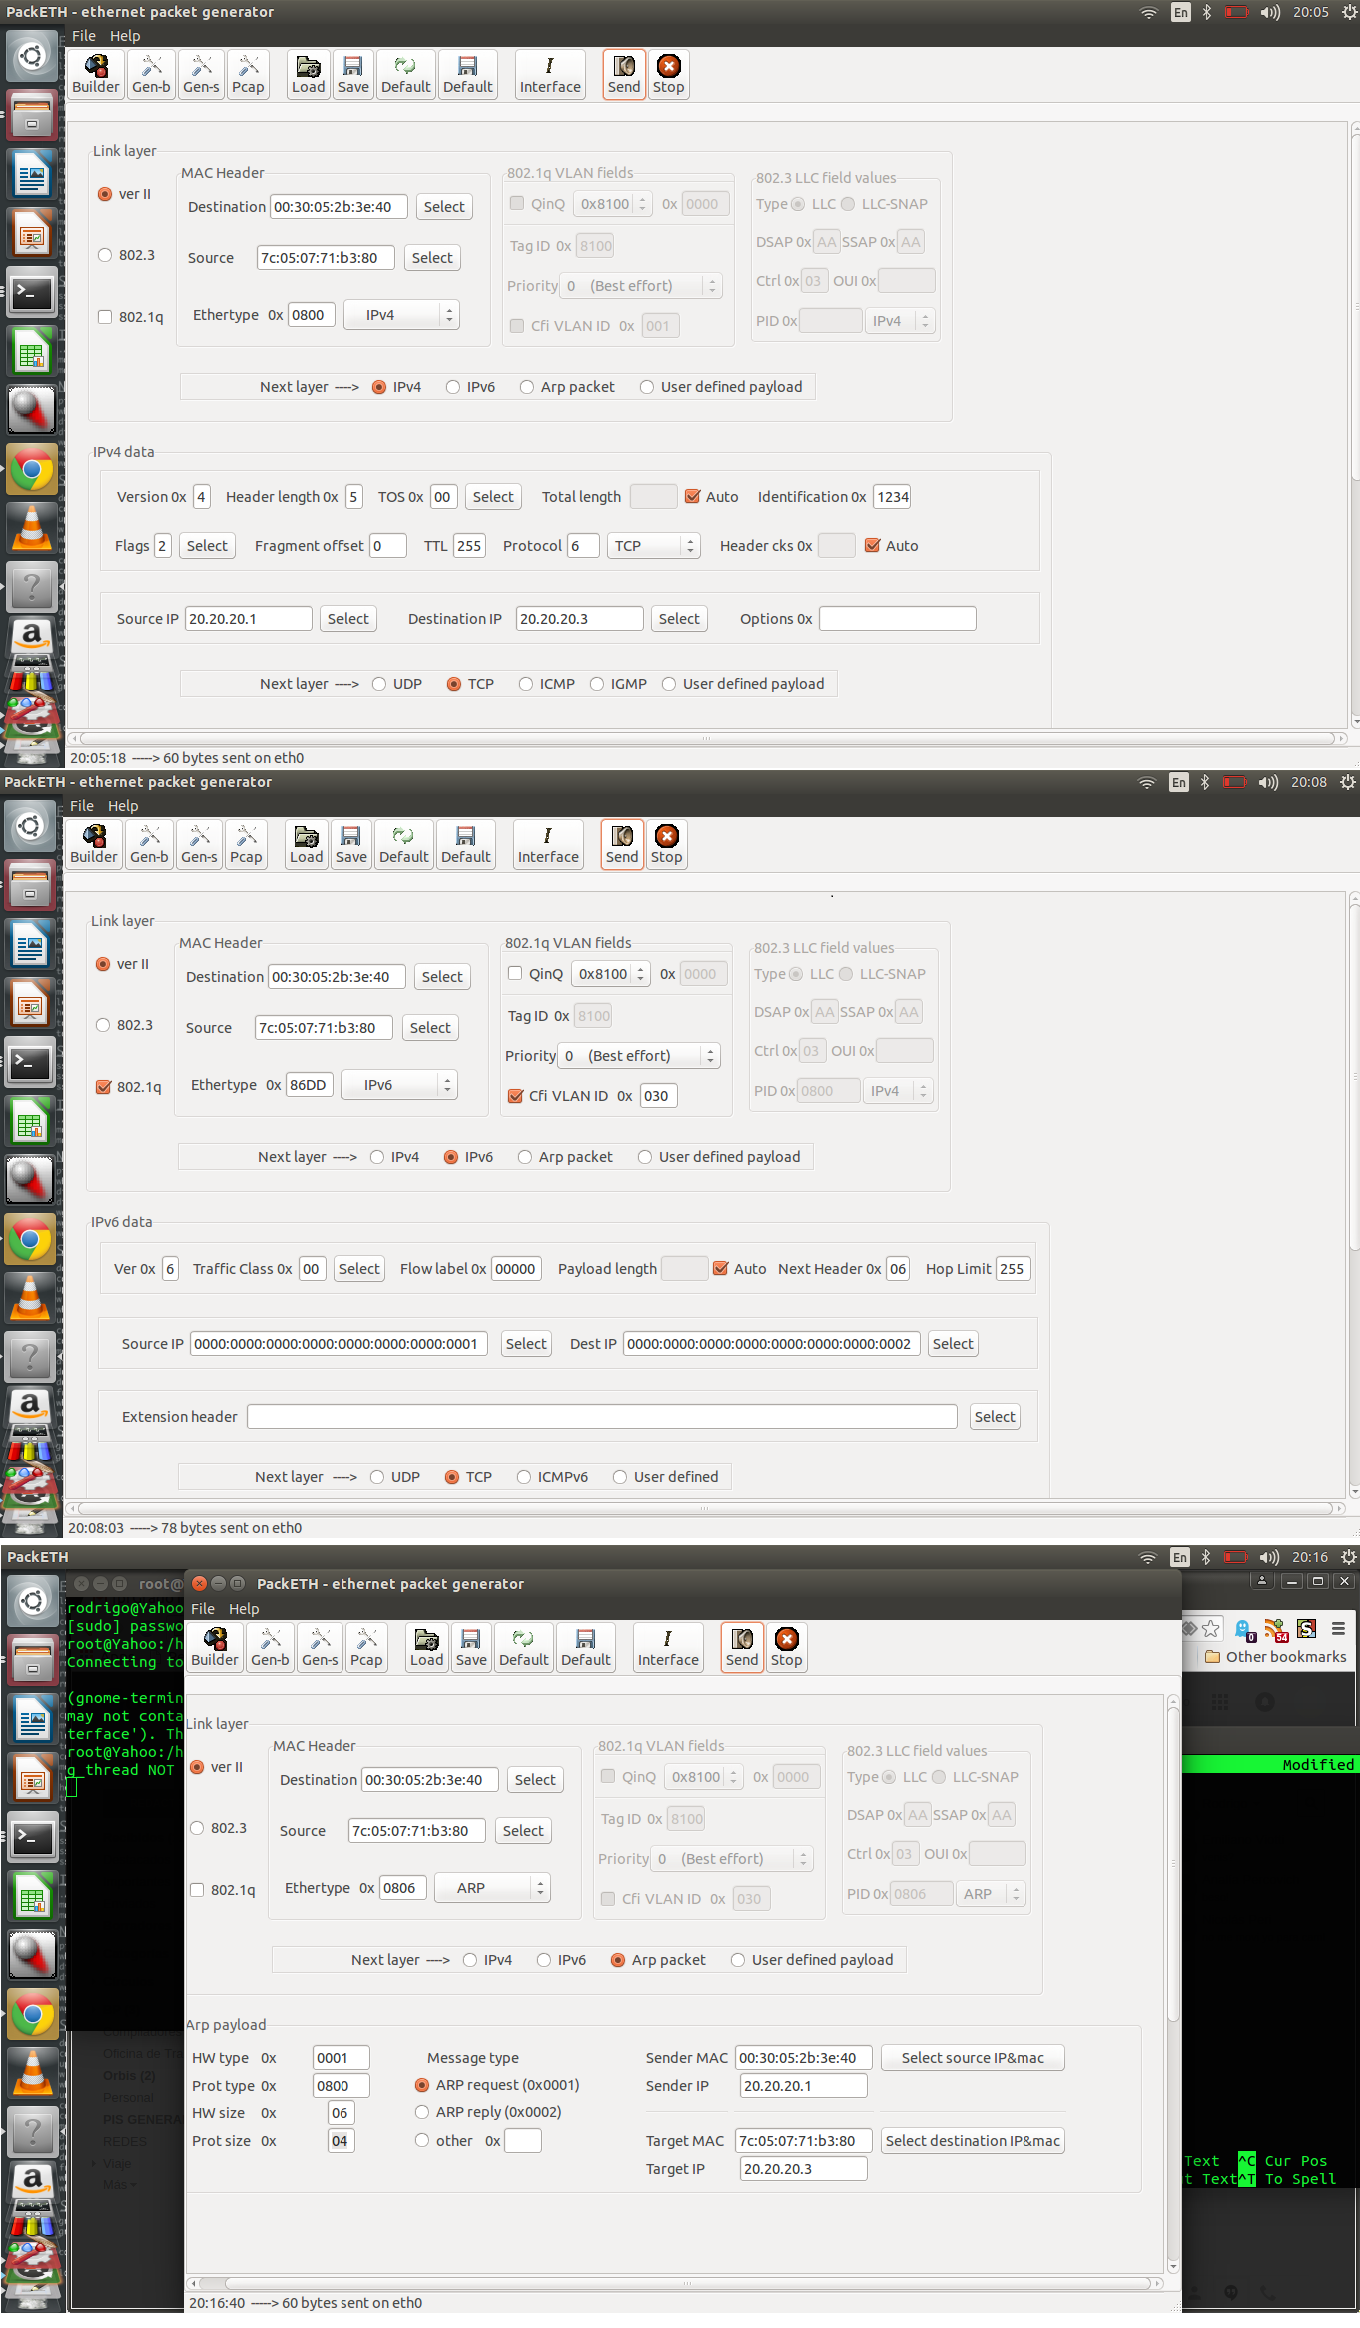 PackETH - ethernet packet generator En 20:05
File Help
Builder Gen-b Gen-s Pcap Load Save Default Default Interface Send Stop
Link layer
MAC Header 802.1q VLAN fields 802.3 LLC field values
ver II Destination 00:30:05:2b:3e:40 Select QinQ 0x8100 0x 0000 Type LLC LLC-SNAP
802.3 Source 7c:05:07:71:b3:80 Select Tag ID 0x 8100 DSAP 0x AA SSAP 0x AA
Priority 0 (Best effort) Ctrl 0x 03 OUI 0x
802.1q Ethertype 0x 0800 IPv4 Cfi VLAN ID 0x 001 PID 0x IPv4
Next layer ----> IPv4 IPv6 Arp packet User defined payload
IPv4 data
Version 0x 4 Header length 0x 5 TOS 0x 00 Select Total length Auto Identification 0x 1234
Flags 2 Select Fragment offset 0 TTL 255 Protocol 6 TCP Header cks 0x Auto
Source IP 20.20.20.1 Select Destination IP 20.20.20.3 Select Options 0x
Next layer ----> UDP TCP ICMP IGMP User defined payload
20:05:18 -----> 60 bytes sent on eth0
PackETH - ethernet packet generator En 20:08
File Help
Builder Gen-b Gen-s Pcap Load Save Default Default Interface Send Stop
Link layer
MAC Header 802.1q VLAN fields 802.3 LLC field values
ver II Destination 00:30:05:2b:3e:40 Select QinQ 0x8100 0x 0000 Type LLC LLC-SNAP
802.3 Source 7c:05:07:71:b3:80 Select Tag ID 0x 8100 DSAP 0x AA SSAP 0x AA
Priority 0 (Best effort) Ctrl 0x 03 OUI 0x
802.1q Ethertype 0x 86DD IPv6 Cfi VLAN ID 0x 030 PID 0x 0800 IPv4
Next layer ----> IPv4 IPv6 Arp packet User defined payload
IPv6 data
Ver 0x 6 Traffic Class 0x 00 Select Flow label 0x 00000 Payload length Auto Next Header 0x 06 Hop Limit 255
Source IP 0000:0000:0000:0000:0000:0000:0000:0001 Select Dest IP 0000:0000:0000:0000:0000:0000:0000:0002 Select
Extension header Select
Next layer ----> UDP TCP ICMPv6 User defined
20:08:03 -----> 78 bytes sent on eth0
PackETH En 20:16
root@ PackETH - ethernet packet generator
rodrigo@Yahoo File Help
[sudo] passwo
root@Yahoo:/h
Connecting to
Builder Gen-b Gen-s Pcap Load Save Default Default Interface Send Stop
0 54 S
Other bookmarks
(gnome-termin
may not conta
terface'). Th
root@Yahoo:/h
g_thread NOT
Modified
Link layer
MAC Header 802.1q VLAN fields 802.3 LLC field values
ver II Destination 00:30:05:2b:3e:40 Select QinQ 0x8100 0x 0000 Type LLC LLC-SNAP
802.3 Source 7c:05:07:71:b3:80 Select Tag ID 0x 8100 DSAP 0x AA SSAP 0x AA
Priority 0 (Best effort) Ctrl 0x 03 OUI 0x
802.1q Ethertype 0x 0806 ARP Cfi VLAN ID 0x 030 PID 0x 0806 ARP
Next layer ----> IPv4 IPv6 Arp packet User defined payload
Arp payload
HW type 0x 0001 Message type Sender MAC 00:30:05:2b:3e:40 Select source IP&mac
Prot type 0x 0800 ARP request (0x0001) Sender IP 20.20.20.1
HW size 0x 06 ARP reply (0x0002)
Prot size 0x 04 other 0x Target MAC 7c:05:07:71:b3:80 Select destination IP&mac
Target IP 20.20.20.3
Oficina de Tra
Orbis (2)
Personal
PIS GENERA
REDES
Viaje
Más
Text ^C Cur Pos
t Text^T To Spell
20:16:40 -----> 60 bytes sent on eth0